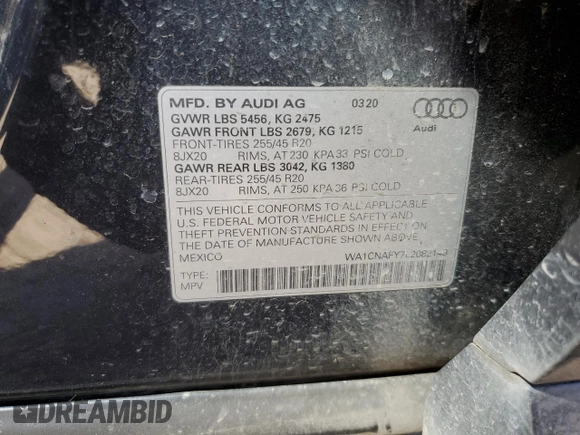 MFD. BY AUDI AG 03 20
GVWR LBS 5456, KG 2475
GAWR FRONT LBS 2679, KG 1215
FRONT-TIRES 255/45 R20
8JX20 RIMS, AT 230 KPA 33 PSI COLD
GAWR REAR LBS 3042, KG 1380
REAR-TIRES 255/45 R20
8JX20 RIMS, AT 250 KPA 36 PSI COLD
Audi
THIS VEHICLE CONFORMS TO ALL APPLICABLE
U.S. FEDERAL MOTOR VEHICLE SAFETY AND
THEFT PREVENTION STANDARDS IN EFFECT ON
THE DATE OF MANUFACTURE SHOWN ABOVE.
MEXICO
TYPE:
MPV
DREAMBID